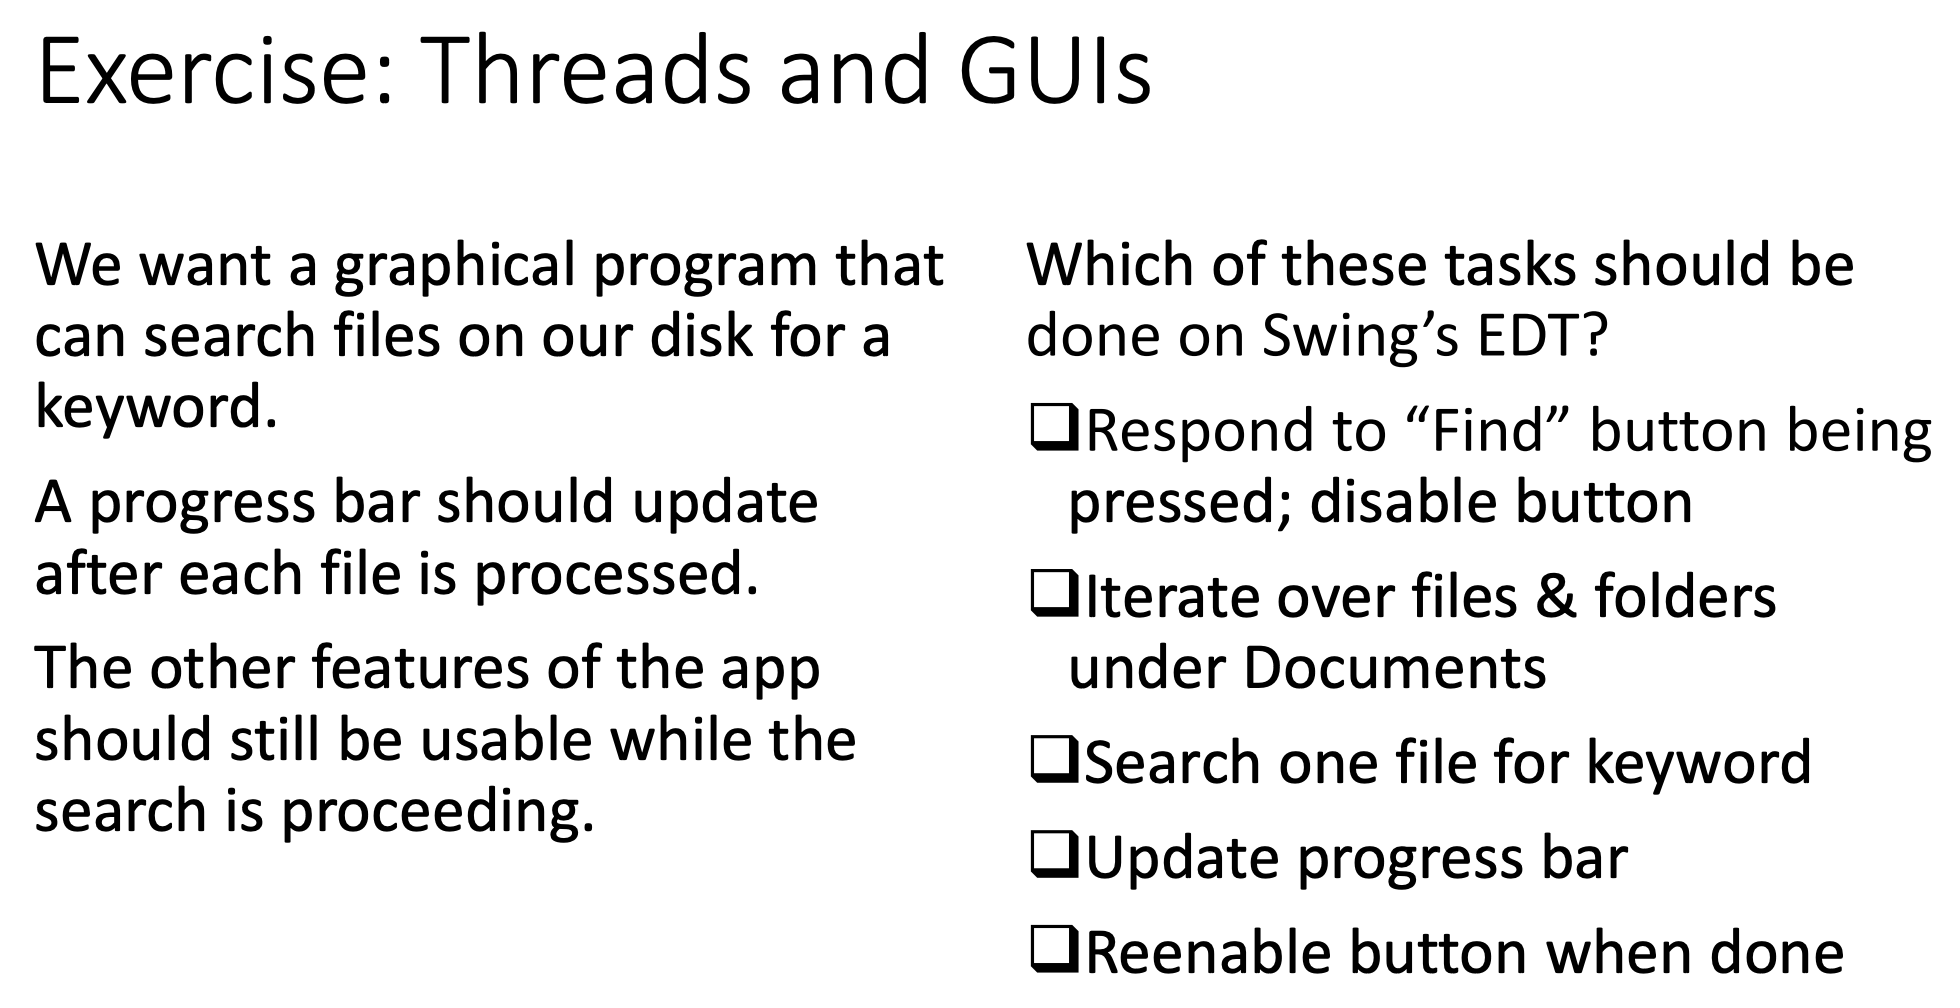 Exercise: Threads and GUIs
We want a graphical program that
can search files on our disk for a
keyword.
A progress bar should update
after each file is processed.
The other features of the app
should still be usable while the
search is proceeding.
Which of these tasks should be
done on Swing’s EDT?
❑Respond to “Find” button being
pressed; disable button
❑Iterate over files & folders
under Documents
❑Search one file for keyword
❑Update progress bar
❑Reenable button when done